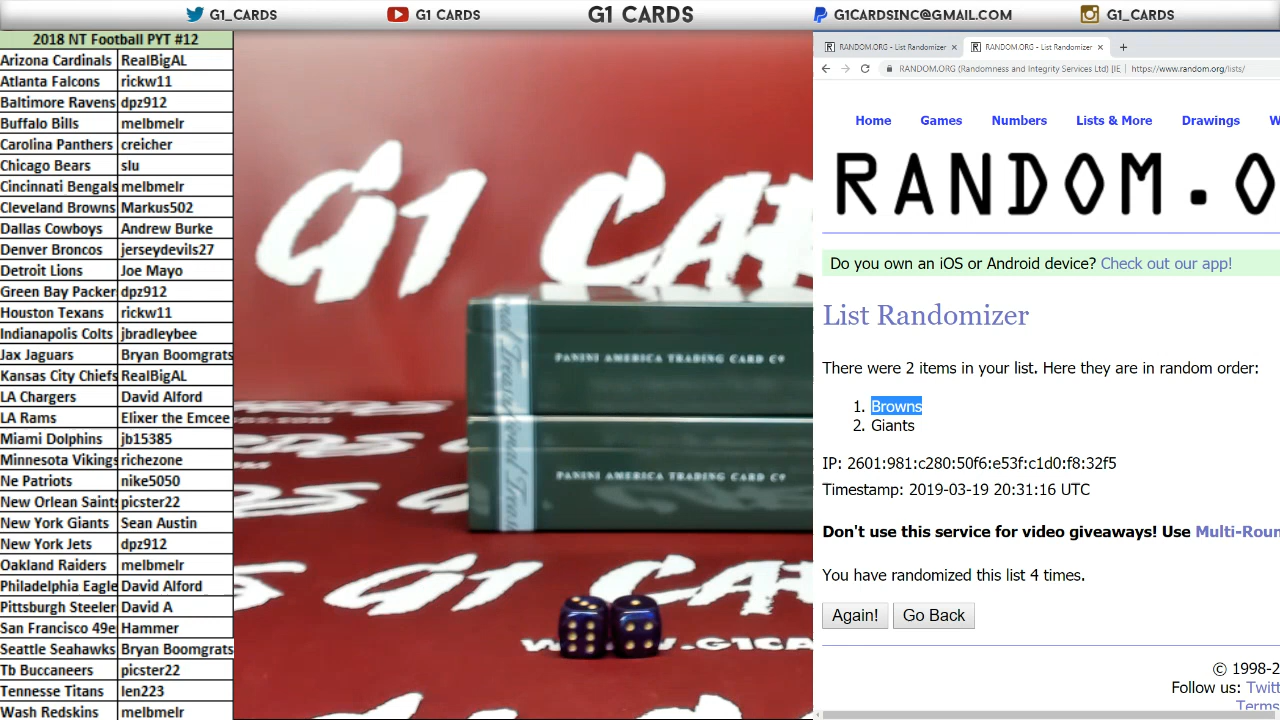 G1_CARDS G1 CARDS G1 CARDS G1CARDSINC@GMAIL.COM G1_CARDS
2018 NT Football PYT #12
Arizona Cardinals RealBigAL
Atlanta Falcons rickw11
Baltimore Ravens dpz912
Buffalo Bills melbmelr
Carolina Panthers creicher
Chicago Bears slu
Cincinnati Bengals melbmelr
Cleveland Browns Markus502
Dallas Cowboys Andrew Burke
Denver Broncos jerseydevils27
Detroit Lions Joe Mayo
Green Bay Packer dpz912
Houston Texans rickw11
Indianapolis Colts jbradleybee
Jax Jaguars Bryan Boomgrats
Kansas City Chiefs RealBigAL
LA Chargers David Alford
LA Rams Elixer the Emcee
Miami Dolphins jb15385
Minnesota Vikings richezone
Ne Patriots nike5050
New Orlean Saints picster22
New York Giants Sean Austin
New York Jets dpz912
Oakland Raiders melbmelr
Philadelphia Eagle David Alford
Pittsburgh Steeler David A
San Francisco 49e Hammer
Seattle Seahawks Bryan Boomgrats
Tb Buccaneers picster22
Tennesse Titans len223
Wash Redskins melbmelr
G1 CA
PANINI AMERICA TRADING CARD Co
PANINI AMERICA TRADING CARD Co
G1 CA
RANDOM.ORG - List Randomizer RANDOM.ORG - List Randomizer
RANDOM.ORG (Randomness and Integrity Services Ltd) [IE] https://www.random.org/lists/
Home Games Numbers Lists & More Drawings W
RANDOM.O
Do you own an iOS or Android device? Check out our app!
List Randomizer
There were 2 items in your list. Here they are in random order:
1. Browns
2. Giants
IP: 2601:981:c280:50f6:e53f:c1d0:f8:32f5
Timestamp: 2019-03-19 20:31:16 UTC
Don't use this service for video giveaways! Use Multi-Roun
You have randomized this list 4 times.
Again! Go Back
© 1998-2
Follow us: Twitt
Terms